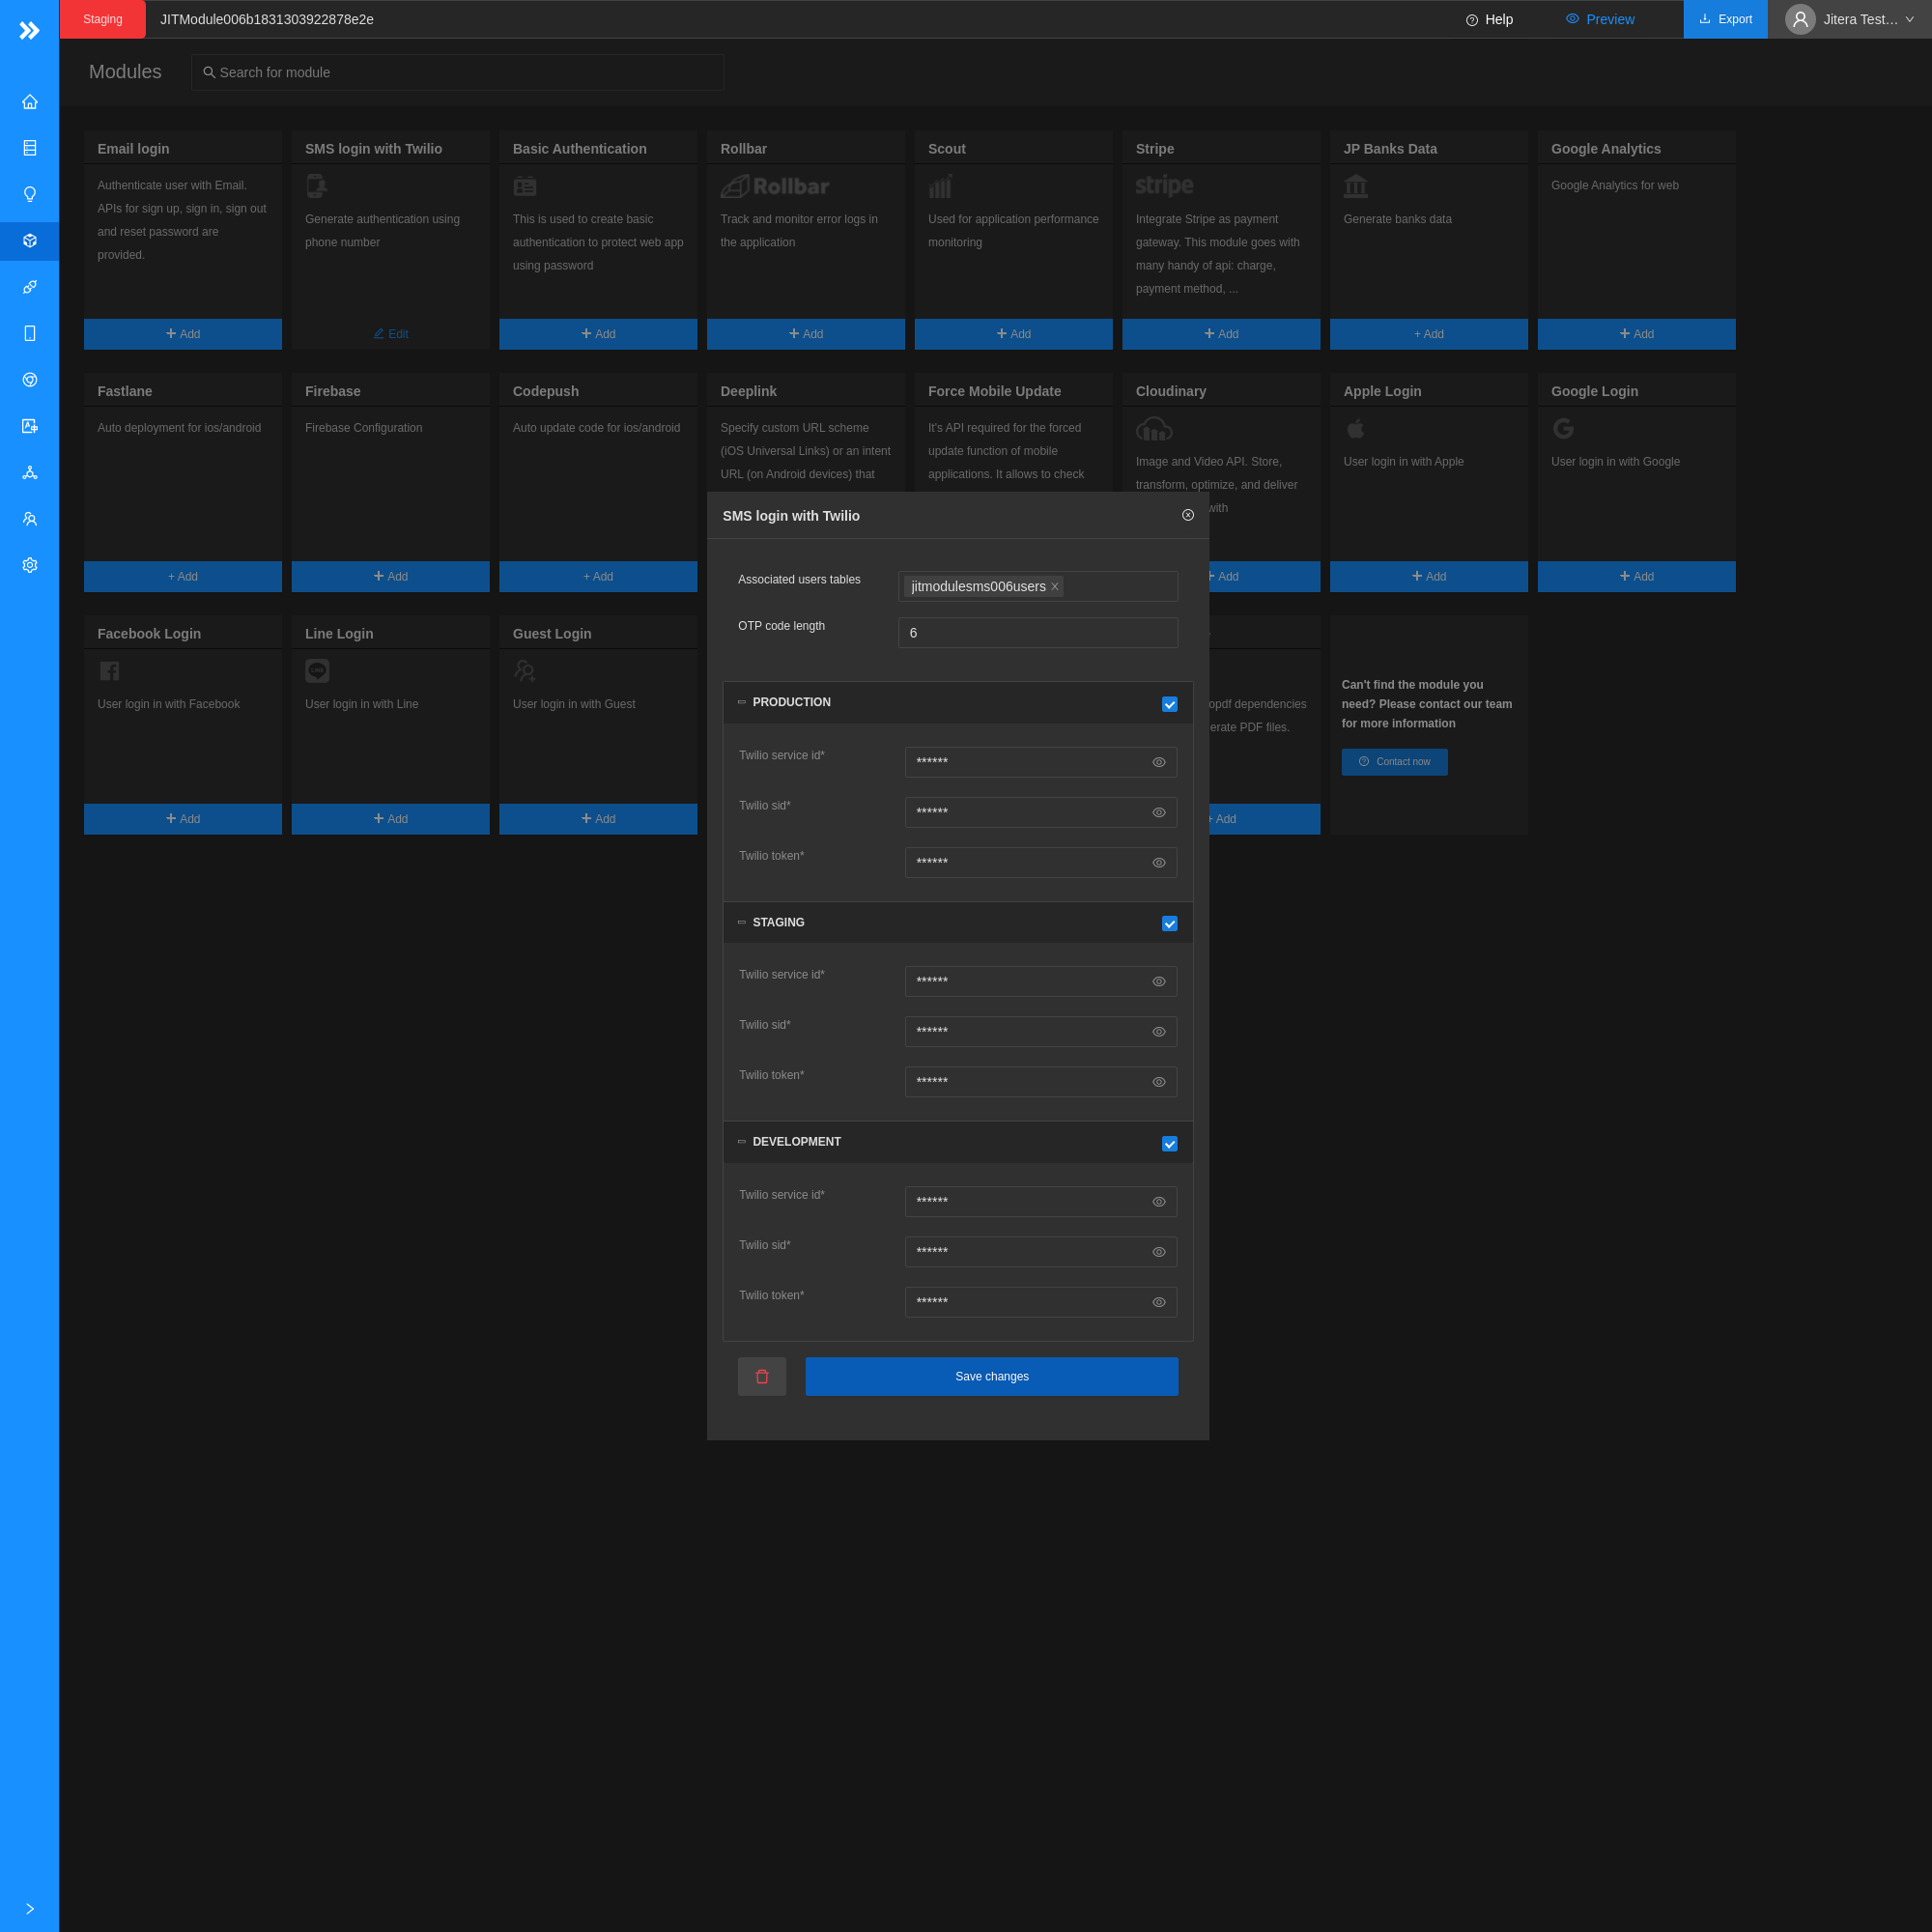 Staging
JITModule006b1831303922878e2e
Help
Preview
Export
Jitera Test…
Modules
Search for module
Email login
Authenticate user with Email.
APIs for sign up, sign in, sign out
and reset password are
provided.
+ Add
SMS login with Twilio
Generate authentication using
phone number
Edit
Basic Authentication
This is used to create basic
authentication to protect web app
using password
+ Add
Rollbar
Rollbar
Track and monitor error logs in
the application
+ Add
Scout
Used for application performance
monitoring
+ Add
Stripe
stripe
Integrate Stripe as payment
gateway. This module goes with
many handy of api: charge,
payment method, ...
+ Add
JP Banks Data
Generate banks data
+ Add
Google Analytics
Google Analytics for web
+ Add
Fastlane
Auto deployment for ios/android
+ Add
Firebase
Firebase Configuration
+ Add
Codepush
Auto update code for ios/android
+ Add
Deeplink
Specify custom URL scheme
(iOS Universal Links) or an intent
URL (on Android devices) that
Force Mobile Update
It's API required for the forced
update function of mobile
applications. It allows to check
Cloudinary
Image and Video API. Store,
transform, optimize, and deliver
with
Add
Apple Login
User login in with Apple
+ Add
Google Login
User login in with Google
+ Add
Facebook Login
User login in with Facebook
+ Add
Line Login
LINE
User login in with Line
+ Add
Guest Login
User login in with Guest
+ Add
opdf dependencies
erate PDF files.
Add
Can't find the module you
need? Please contact our team
for more information
Contact now
SMS login with Twilio
Associated users tables
jitmodulesms006users
OTP code length
6
PRODUCTION
Twilio service id*
******
Twilio sid*
******
Twilio token*
******
STAGING
Twilio service id*
******
Twilio sid*
******
Twilio token*
******
DEVELOPMENT
Twilio service id*
******
Twilio sid*
******
Twilio token*
******
Save changes